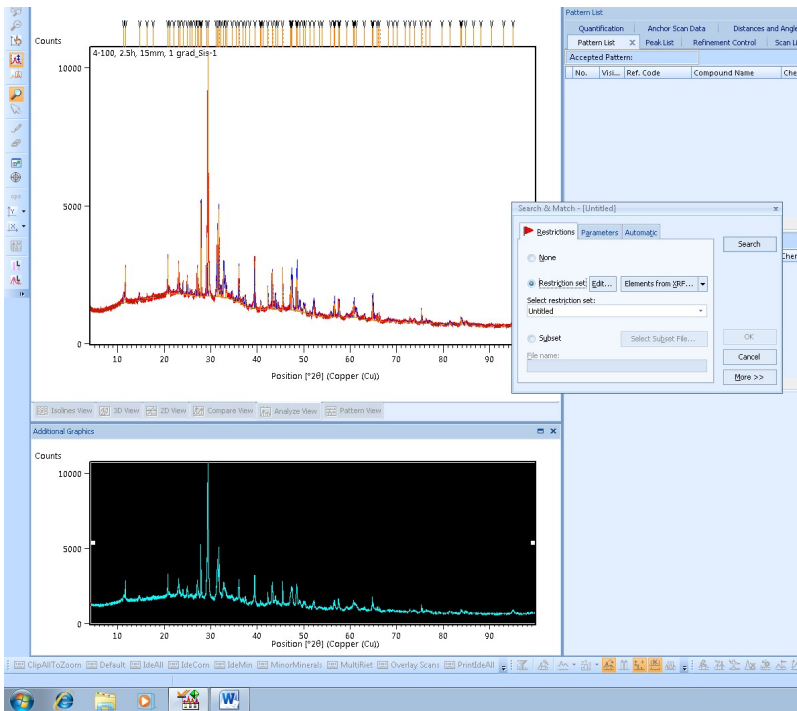 Pattern List
Quantification Anchor Scan Data Distances and Angle
Pattern List X Peak List Refinement Control Scan Li
Accepted Pattern:
No. Visi... Ref. Code Compound Name Che
Counts
4-100, 2.5h, 15mm, 1 grad_Sis-1
10000
5000
0
10 20 30 40 50 60 70 80 90
Position [°2θ] (Copper (Cu))
Search & Match - [Untitled]
Restrictions Parameters Automatic
Search
None
Restriction set Edit... Elements from XRF...
Select restriction set:
Untitled
Subset Select Subset File... OK
File name:
Cancel
More >>
Chem
Isolines View 3D View 2D View Compare View Analyze View Pattern View
Additional Graphics
Counts
10000
5000
0
10 20 30 40 50 60 70 80 90
Position [°2θ] (Copper (Cu))
ClipAllToZoom Default IdeAll IdeCom IdeMin MinorMinerals MultiRiet Overlay Scans PrintIdeAll